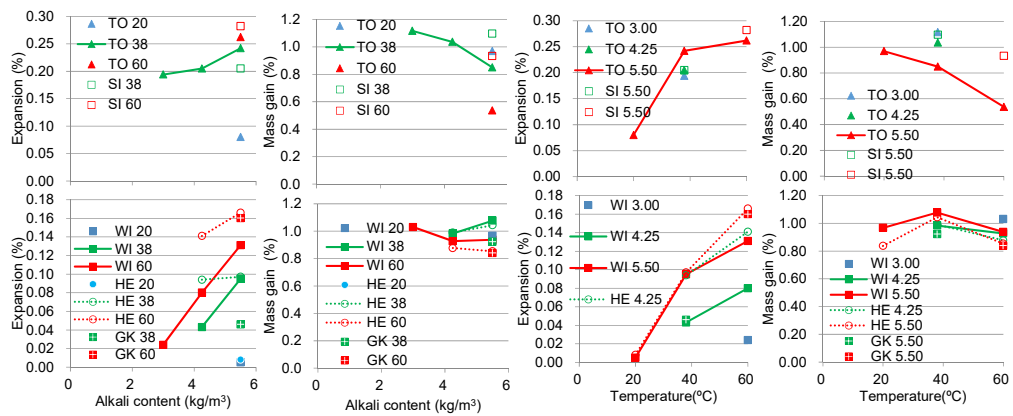 Expansion (%)
0.30
0.25
0.20
0.15
0.10
0.05
0.00
TO 20
TO 38
TO 60
SI 38
SI 60
Mass gain (%)
1.2
1.0
0.8
0.6
0.4
0.2
0.0
TO 20
TO 38
TO 60
SI 38
SI 60
Expansion (%)
0.30
0.25
0.20
0.15
0.10
0.05
0.00
TO 3.00
TO 4.25
TO 5.50
SI 5.50
SI 5.50
Mass gain (%)
1.20
1.00
0.80
0.60
0.40
0.20
0.00
TO 3.00
TO 4.25
TO 5.50
SI 5.50
SI 5.50
Expansion (%)
0.18
0.16
0.14
0.12
0.10
0.08
0.06
0.04
0.02
0.00
WI 20
WI 38
WI 60
HE 20
HE 38
HE 60
GK 38
GK 60
0 2 4 6
Alkali content (kg/m³)
Mass gain (%)
1.2
1.0
0.8
0.6
0.4
0.2
0.0
WI 20
WI 38
WI 60
HE 38
HE 60
GK 38
GK 60
0 2 4 6
Alkali content (kg/m³)
Expansion (%)
0.18
0.16
0.14
0.12
0.10
0.08
0.06
0.04
0.02
0.00
WI 3.00
WI 4.25
WI 5.50
HE 4.25
0 20 40 60
Temperature(ºC)
Mass gain (%)
1.20
1.00
0.80
0.60
0.40
0.20
0.00
WI 3.00
WI 4.25
WI 5.50
HE 4.25
HE 5.50
GK 5.50
GK 5.50
0 20 40 60
Temperature(ºC)